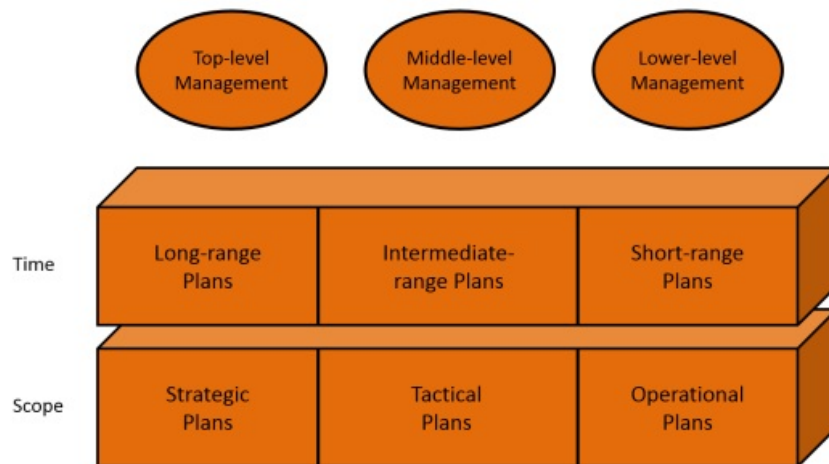 Top-level
Management
Middle-level
Management
Lower-level
Management
Time
Long-range
Plans
Intermediate-
range Plans
Short-range
Plans
Scope
Strategic
Plans
Tactical
Plans
Operational
Plans